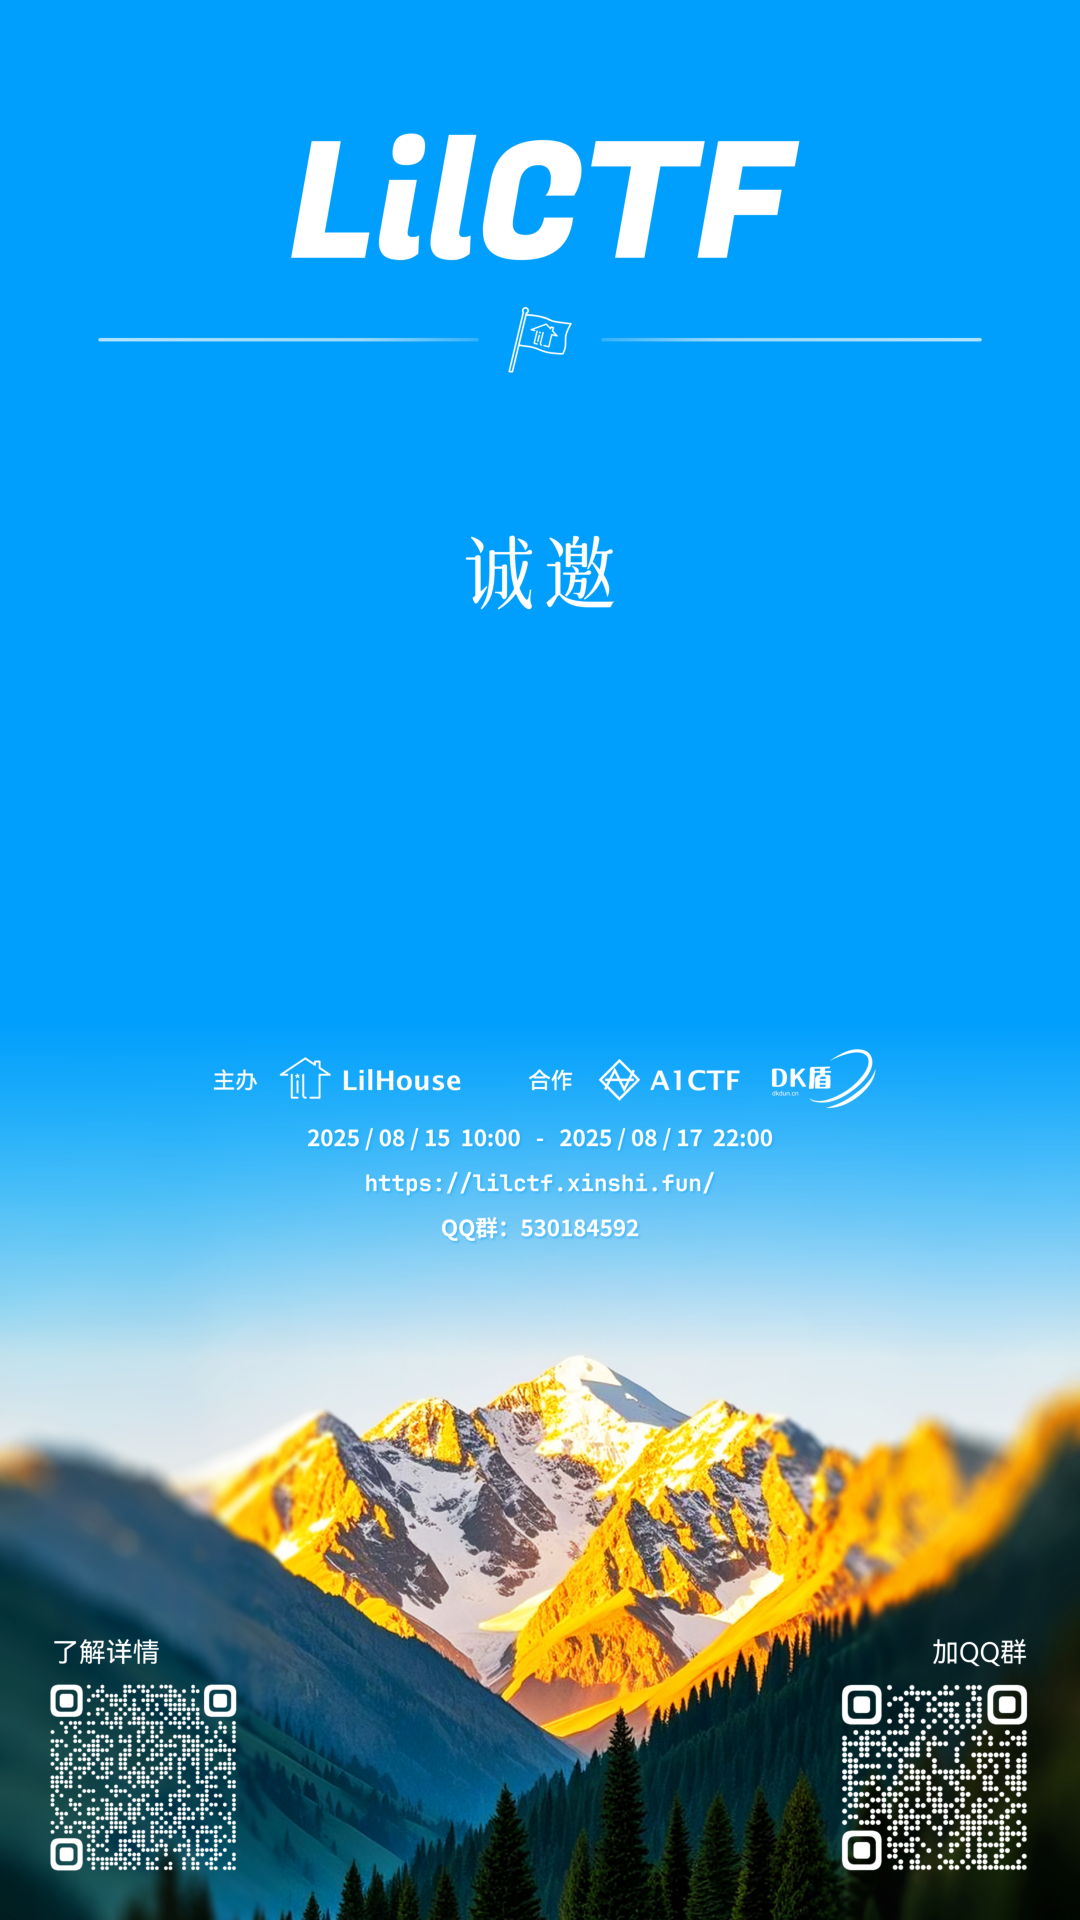 LilCTF
诚邀
主办 LilHouse 合作 A1CTF DK盾
dkdun.cn
2025 / 08 / 15 10:00 - 2025 / 08 / 17 22:00
https://lilctf.xinshi.fun/
QQ群：530184592
了解详情
加QQ群